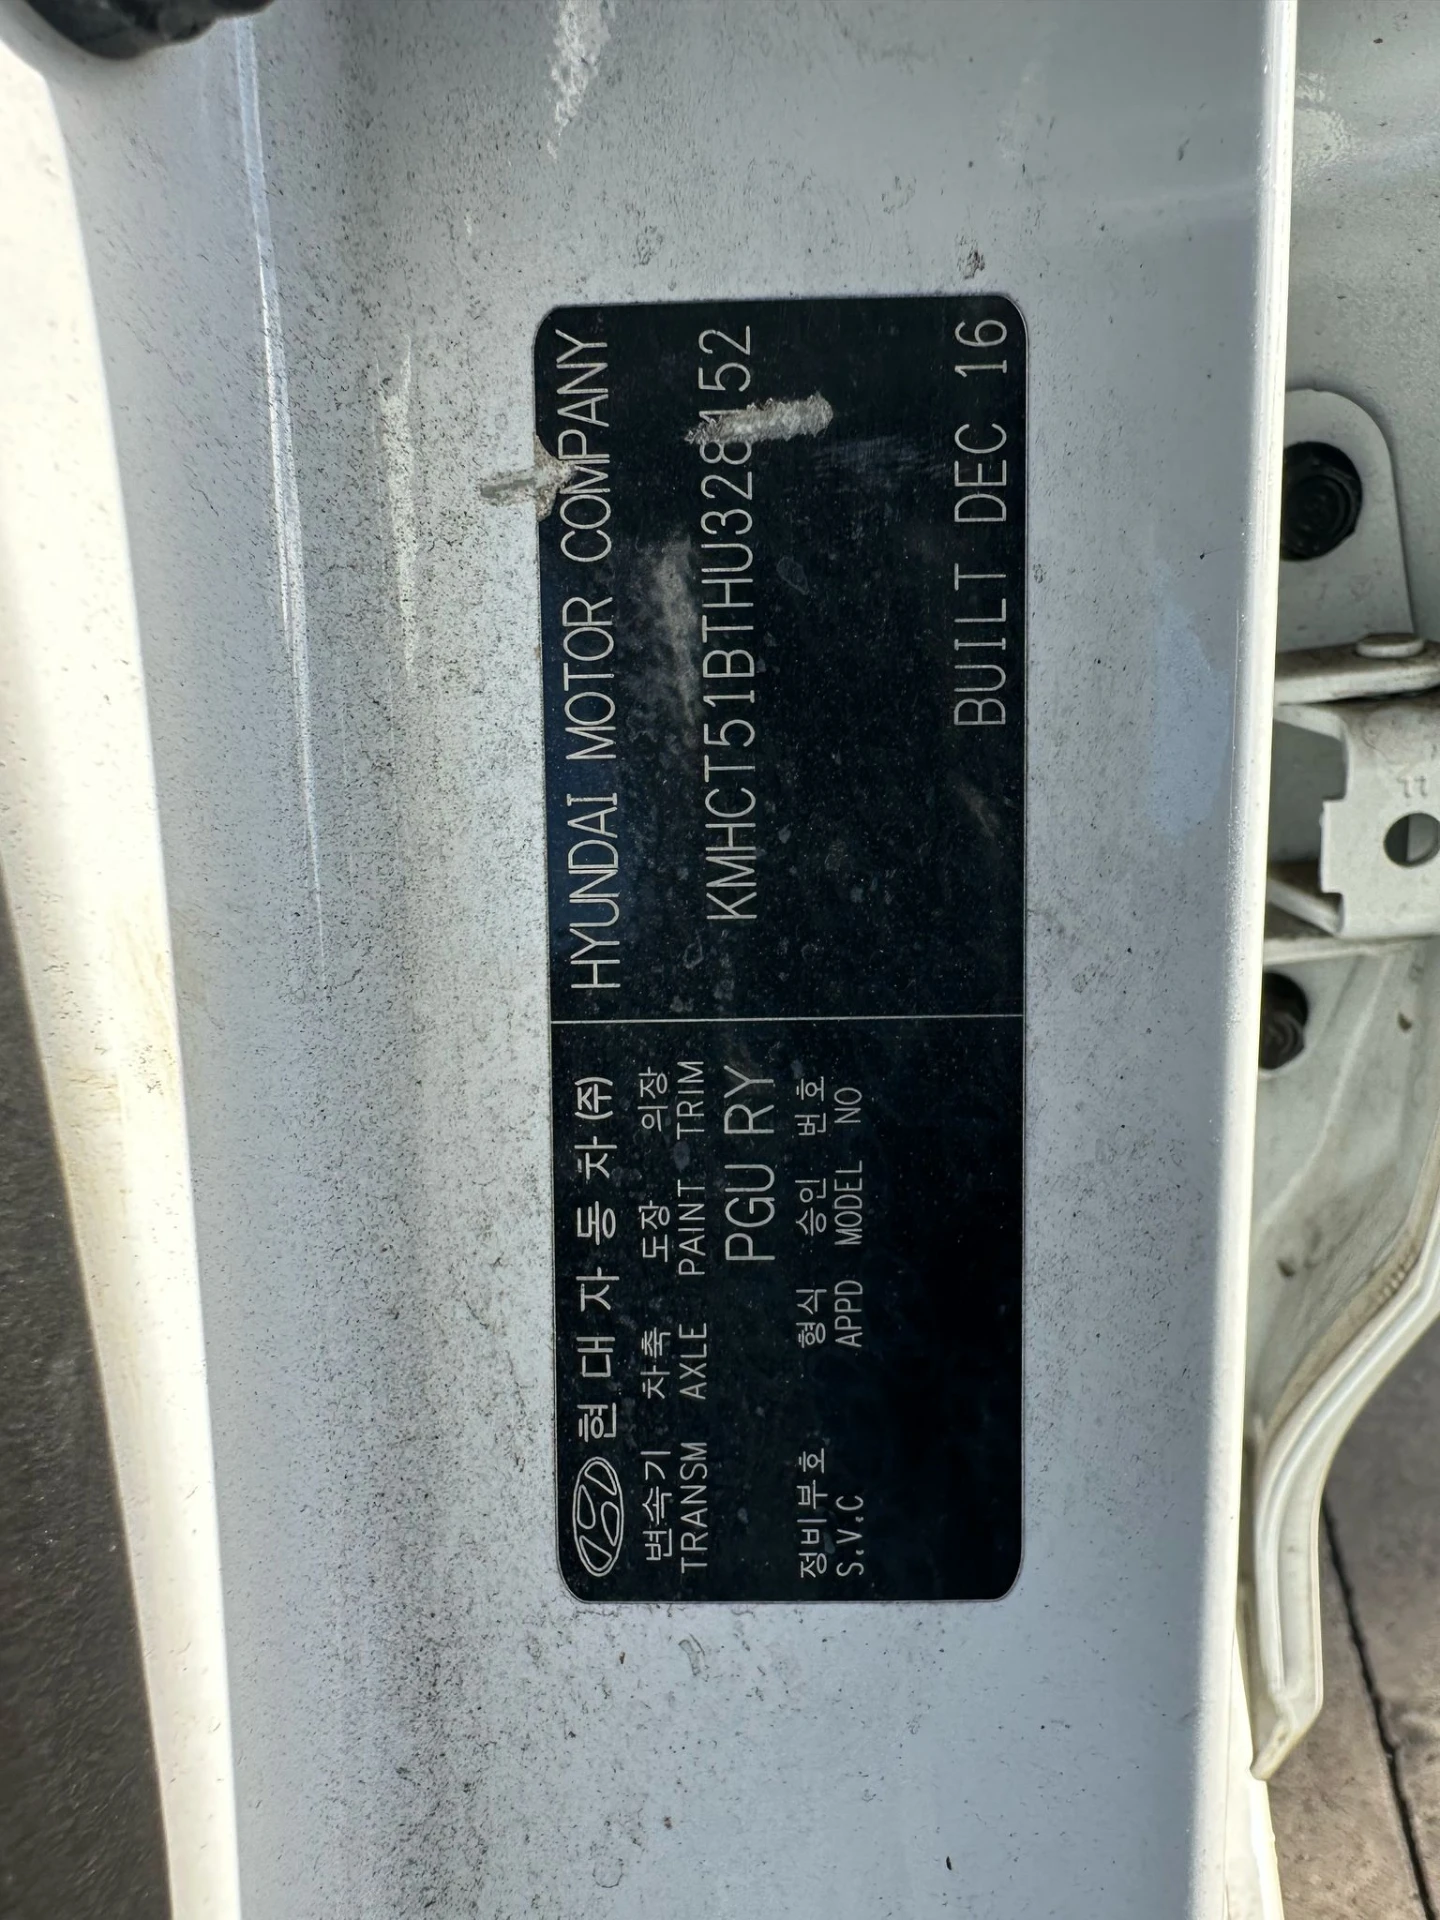 현대자동차(주)
변속기 차축 도장 의장
TRANSM AXLE PAINT TRIM
PGU RY
정비부호 형식 승인 번호
S.V.C APPD MODEL NO
HYUNDAI MOTOR COMPANY
KMHCT51BTHU328152
BUILT DEC 16